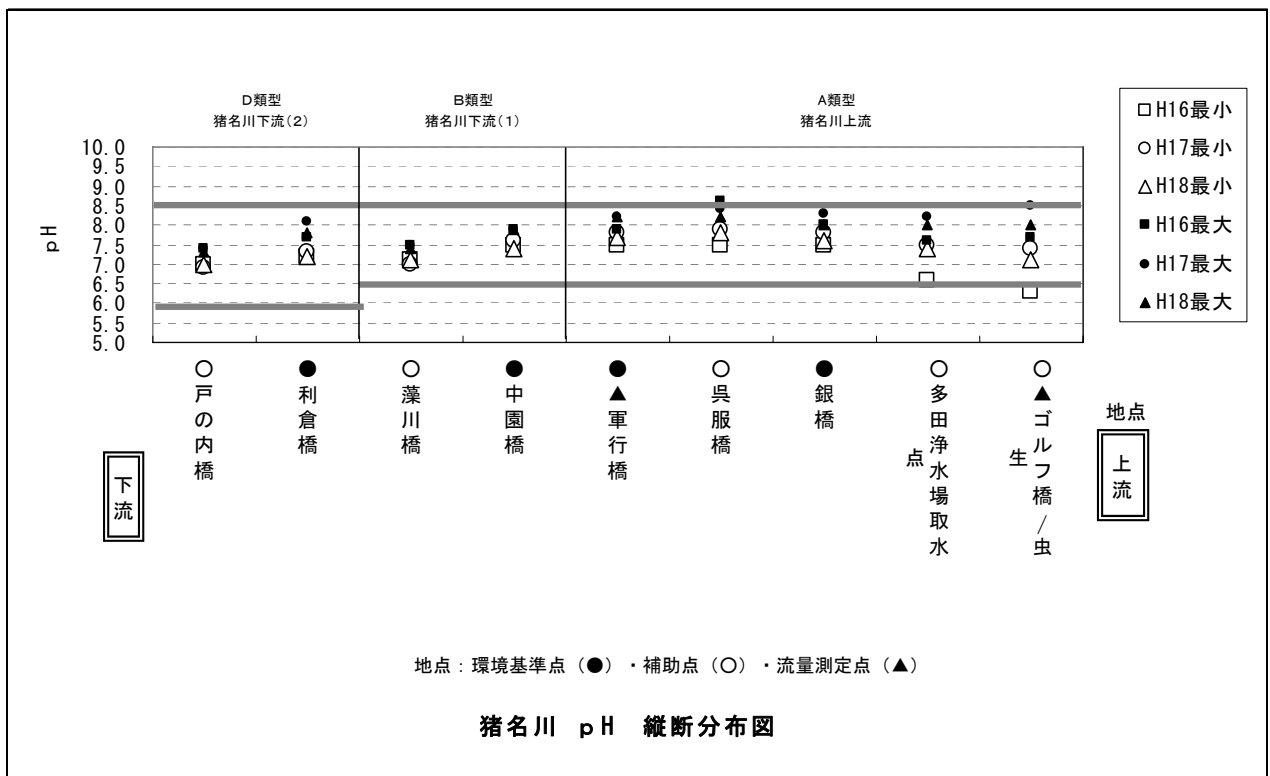 D類型
猪名川下流(2)
B類型
猪名川下流(1)
A類型
猪名川上流
□H16最小
○H17最小
△H18最小
■H16最大
●H17最大
▲H18最大
pH
10.0
9.5
9.0
8.5
8.0
7.5
7.0
6.5
6.0
5.5
5.0
○戸の内橋
●利倉橋
○藻川橋
●中園橋
●▲軍行橋
○呉服橋
●銀橋
○多田浄水場取水
点
○▲ゴルフ橋/虫
生
地点
下流
上流
地点:環境基準点(●)・補助点(○)・流量測定点(▲)
猪名川 pH 縦断分布図